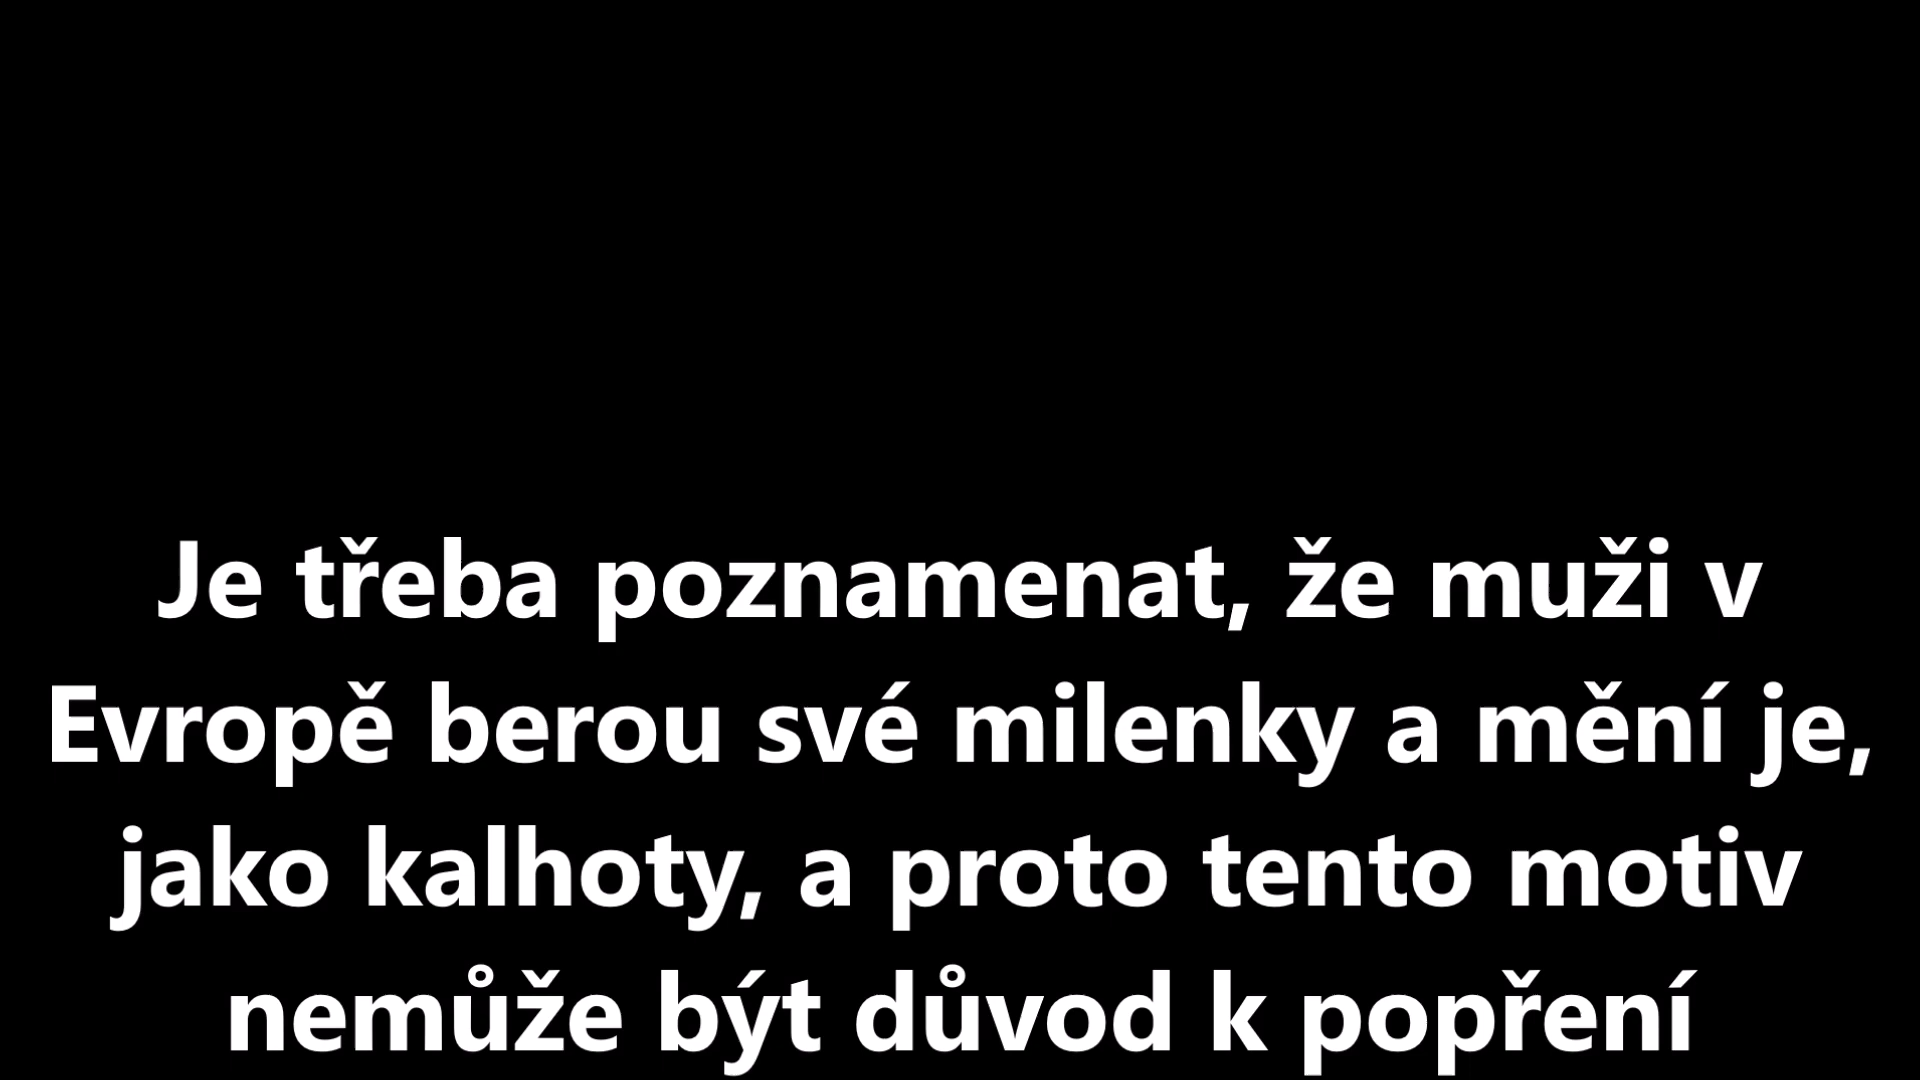 Je třeba poznamenat, že muži v
Evropě berou své milenky a mění je,
jako kalhoty, a proto tento motiv
nemůže být důvod k popření